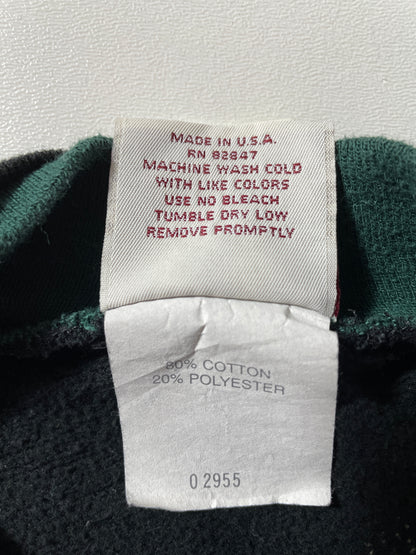 MADE IN U.S.A.
RN 82847
MACHINE WASH COLD
WITH LIKE COLORS
USE NO BLEACH
TUMBLE DRY LOW
REMOVE PROMPTLY
80% COTTON
20% POLYESTER
0 2955